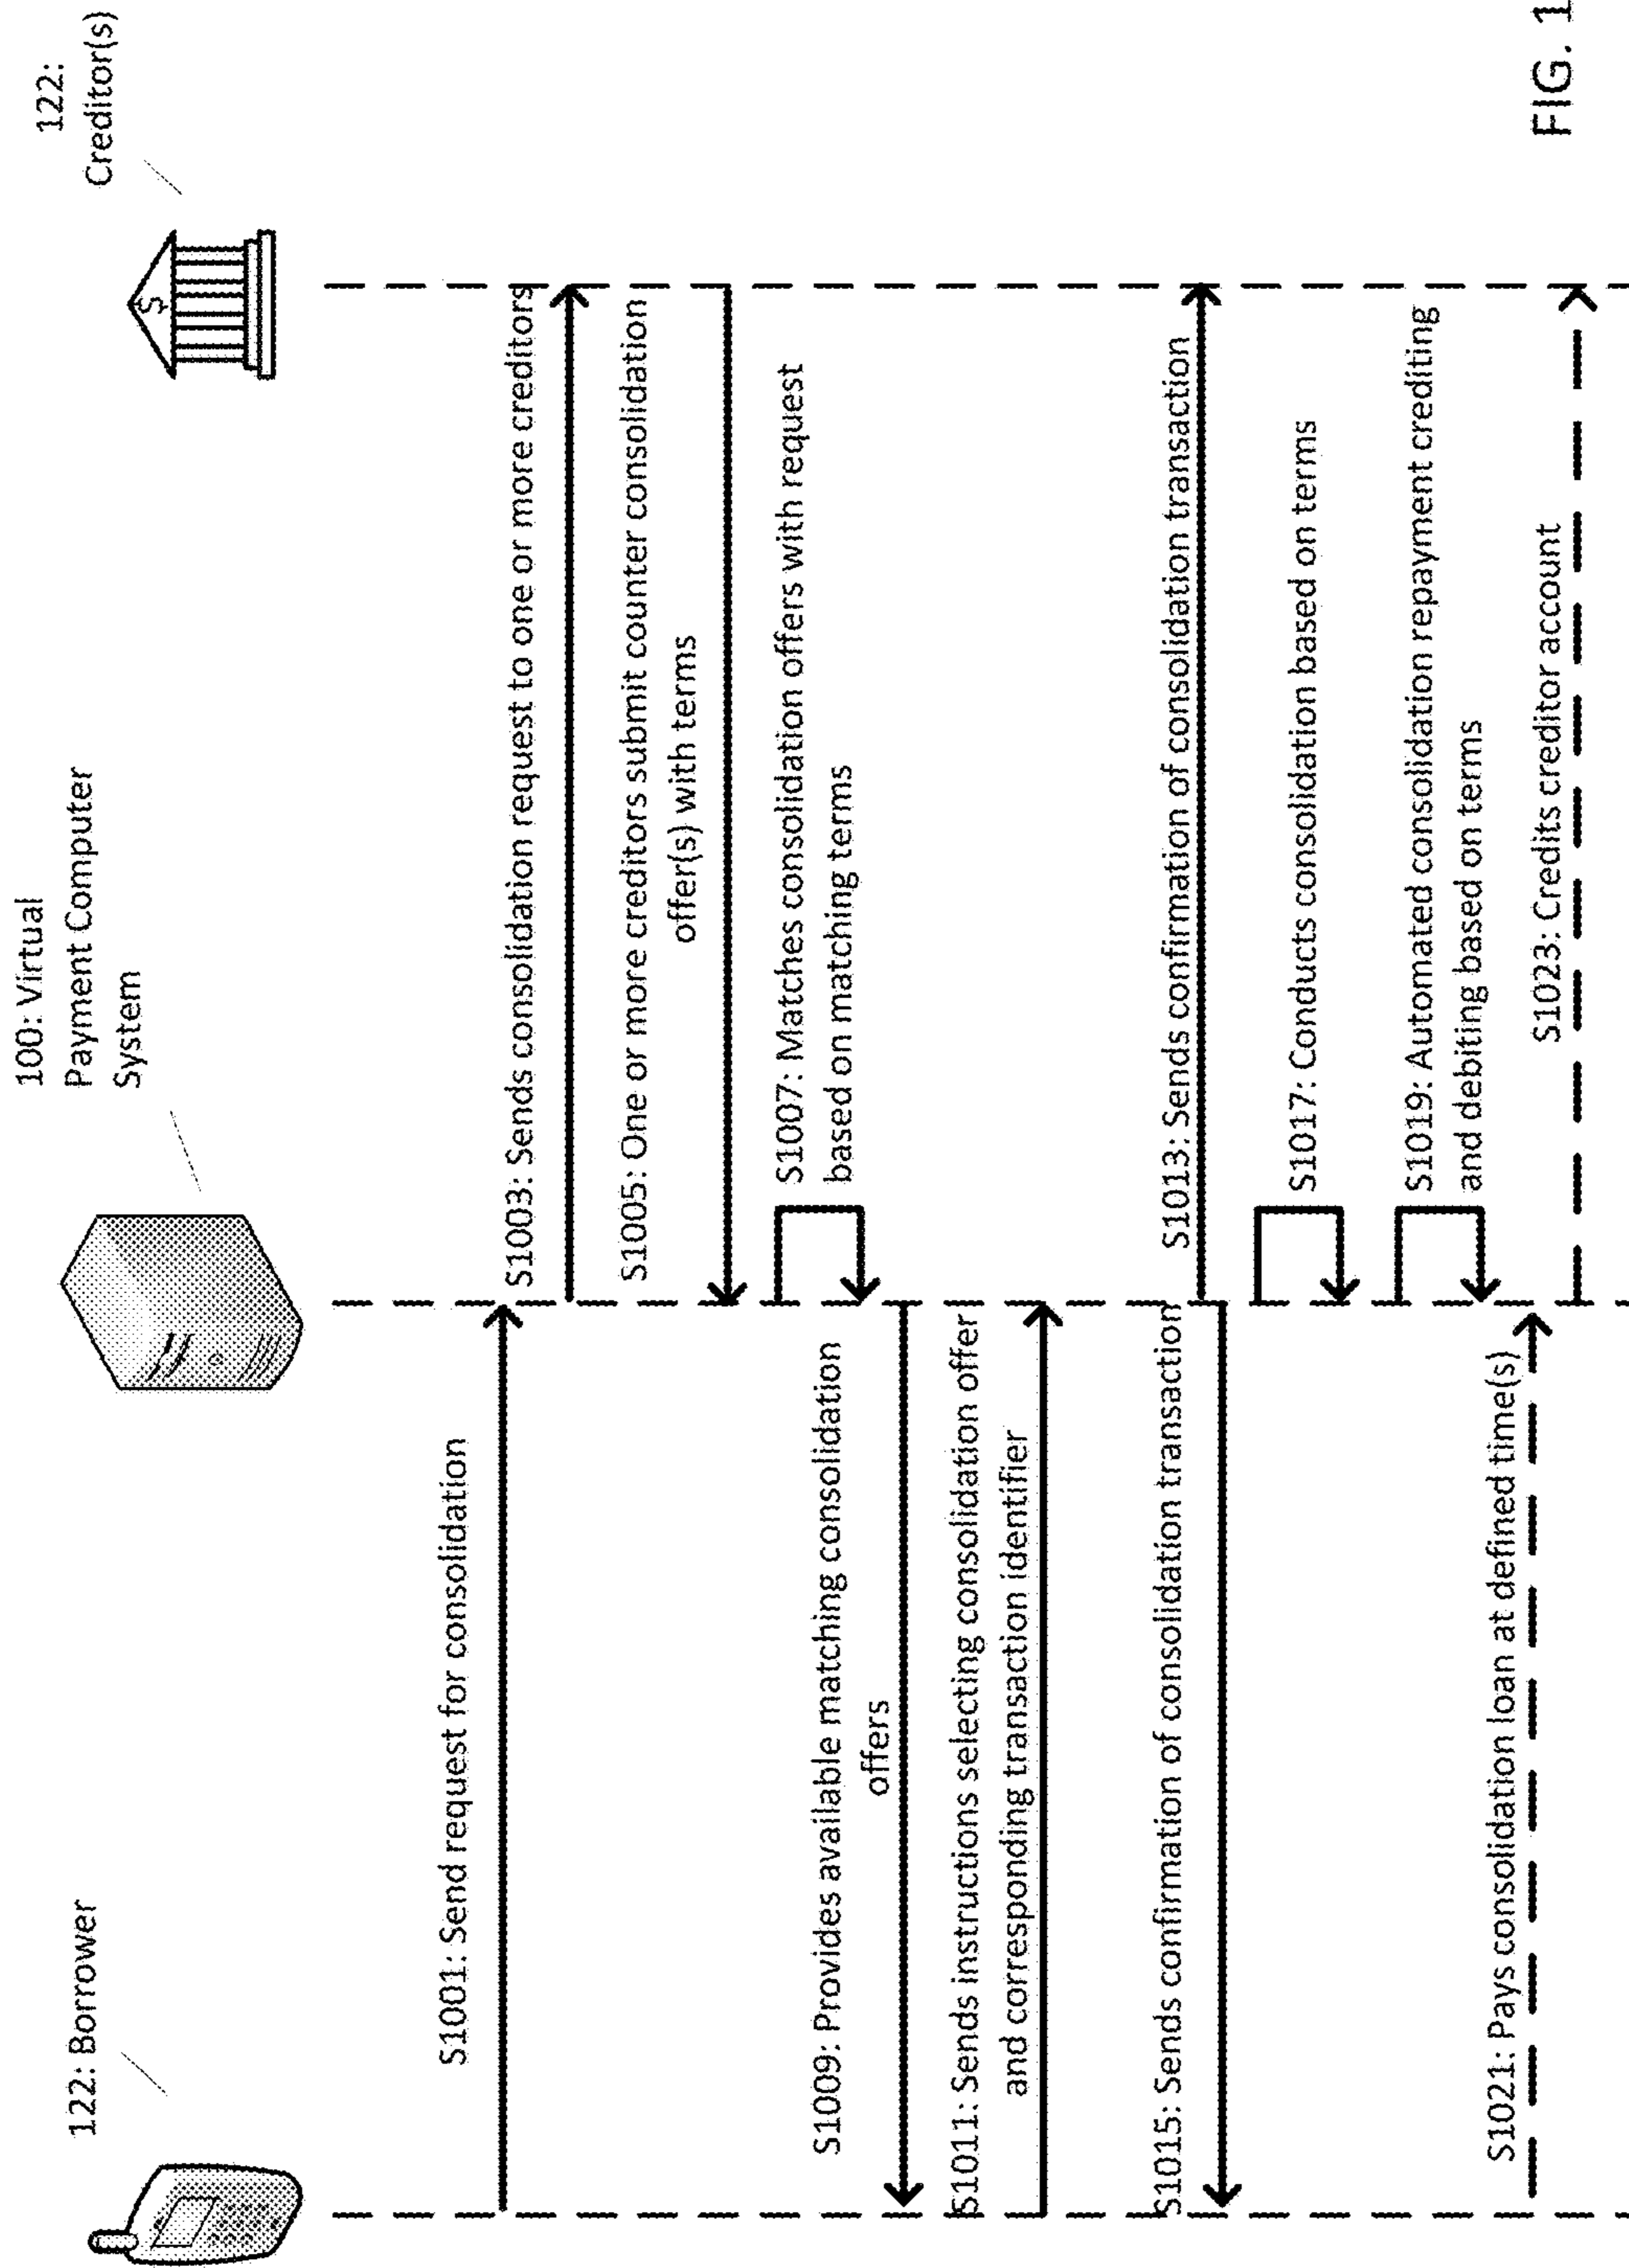 122: Borrower
100: Virtual
Payment Computer
System
122:
Creditor(s)
$
S1001: Send request for consolidation
S1003: Sends consolidation request to one or more creditors
S1005: One or more creditors submit counter consolidation
offer(s) with terms
S1007: Matches consolidation offers with request
based on matching terms
S1009: Provides available matching consolidation
offers
S1011: Sends instructions selecting consolidation offer
and corresponding transaction identifier
S1013: Sends confirmation of consolidation transaction
S1015: Sends confirmation of consolidation transaction
S1017: Conducts consolidation based on terms
S1019: Automated consolidation repayment crediting
and debiting based on terms
S1021: Pays consolidation loan at defined time(s)
S1023: Credits creditor account
FIG. 1